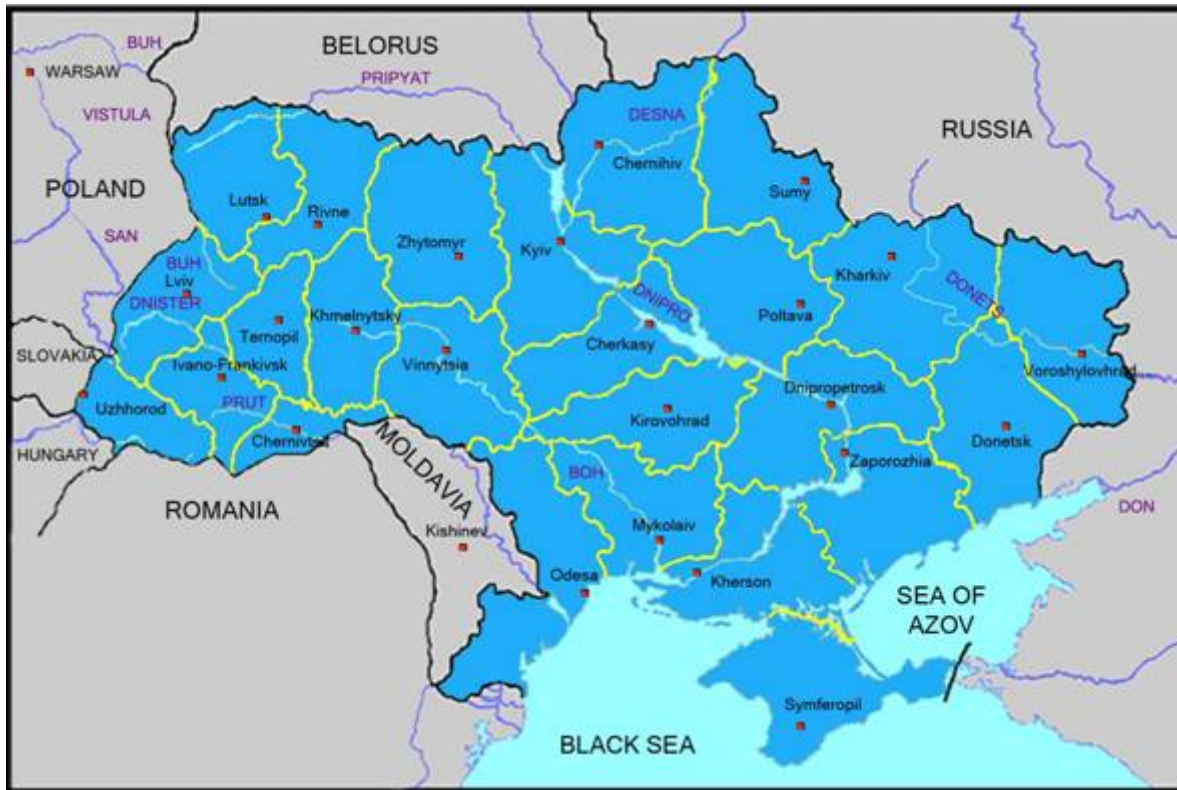 BUH
BELORUS
WARSAW
PRIPYAT
VISTULA
DESNA
RUSSIA
Chernihiv
POLAND
Sumy
Lutsk
Rivne
SAN
Zhytomyr
Kyiv
BUH
Kharkiv
Lviv
DNISTER
DNIPRO
DONETS
Khmelnytsky
Poltava
Ternopil
Cherkasy
SLOVAKIA
Ivano-Frankivsk
Vinnytsia
Voroshylovhrad
Dnipropetrosk
Uzhhorod
PRUT
Kirovohrad
Chernivtsi
Donetsk
HUNGARY
MOLDAVIA
Zaporozhia
BOH
ROMANIA
DON
Kishinev
Mykolaiv
Odesa
Kherson
SEA OF
AZOV
Symferopil
BLACK SEA